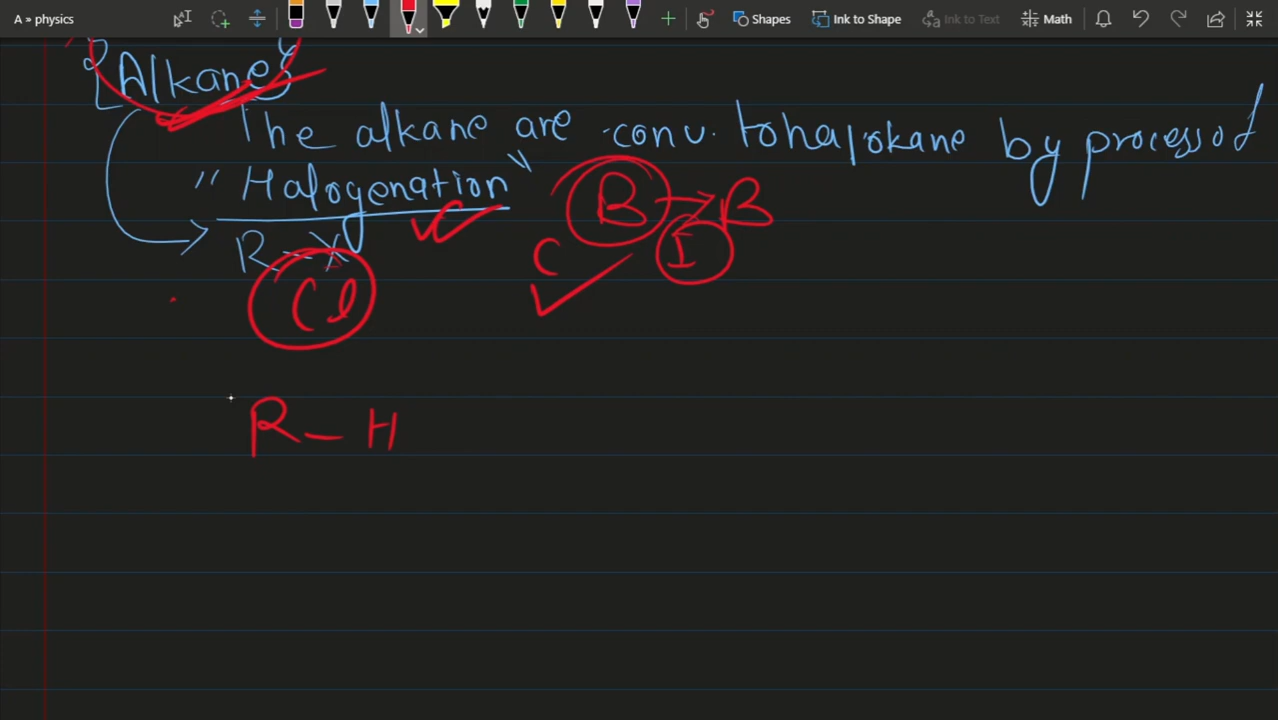 A » physics
Shapes
Ink to Shape
Ink to Text
Math
{Alkane}
The alkane are conv. to halokane by process of
"Halogenation"
R - X
B → B
C
I
Cl
R - H